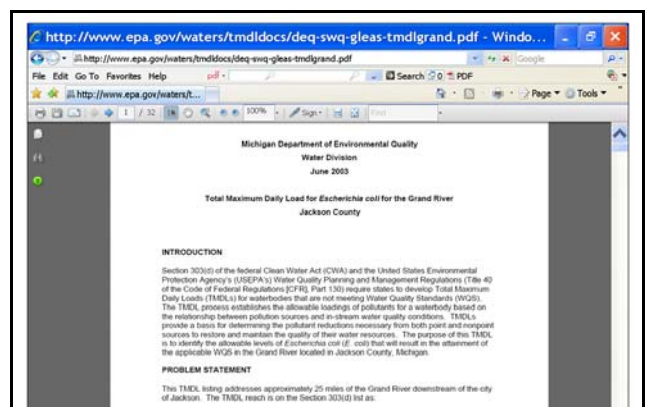 http://www.epa.gov/waters/tmdldocs/deq-swq-gleas-tmdlgrand.pdf - Windo...
http://www.epa.gov/waters/tmdldocs/deq-swq-gleas-tmdlgrand.pdf
Google
File Edit Go To Favorites Help
pdf
Search
0
PDF
http://www.epa.gov/waters/t...
Page
Tools
1 / 32
100%
Sign
Find
Michigan Department of Environmental Quality
Water Division
June 2003
Total Maximum Daily Load for Escherichia coli for the Grand River
Jackson County
INTRODUCTION
Section 303(d) of the federal Clean Water Act (CWA) and the United States Environmental
Protection Agency's (USEPA's) Water Quality Planning and Management Regulations (Title 40
of the Code of Federal Regulations [CFR], Part 130) require states to develop Total Maximum
Daily Loads (TMDLs) for waterbodies that are not meeting Water Quality Standards (WQS).
The TMDL process establishes the allowable loadings of pollutants for a waterbody based on
the relationship between pollution sources and in-stream water quality conditions. TMDLs
provide a basis for determining the pollutant reductions necessary from both point and nonpoint
sources to restore and maintain the quality of their water resources. The purpose of this TMDL
is to identify the allowable levels of Escherichia coli (E. coli) that will result in the attainment of
the applicable WQS in the Grand River located in Jackson County, Michigan.
PROBLEM STATEMENT
This TMDL listing addresses approximately 25 miles of the Grand River downstream of the city
of Jackson. The TMDL reach is on the Section 303(d) list as: